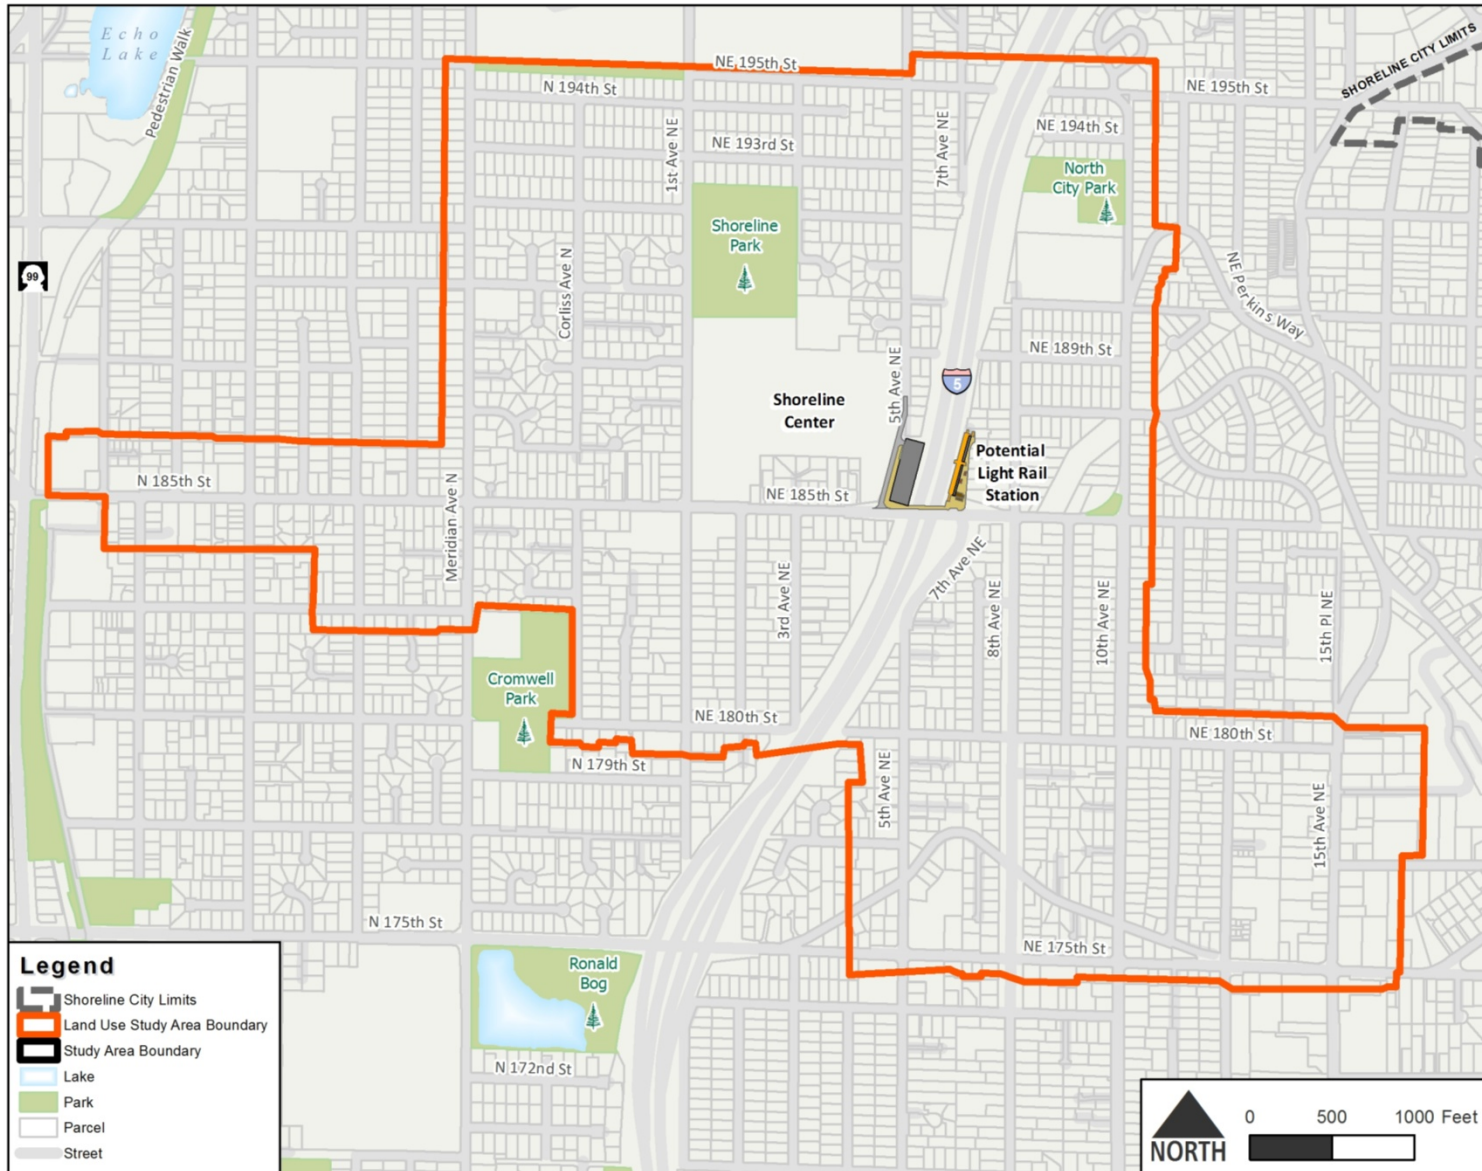 Echo
Lake
Pedestrian Walk
SHORELINE CITY LIMITS
NE 195th St
NE 195th St
N 194th St
NE 194th St
1st Ave NE
NE 193rd St
7th Ave NE
North
City Park
Shoreline
Park
99
Corliss Ave N
NE Perkins Way
NE 189th St
5th Ave NE
5
Shoreline
Center
Potential
Light Rail
Station
N 185th St
NE 185th St
Meridian Ave N
3rd Ave NE
7th Ave NE
8th Ave NE
10th Ave NE
15th Pl NE
Cromwell
Park
NE 180th St
NE 180th St
N 179th St
5th Ave NE
15th Ave NE
N 175th St
NE 175th St
Ronald
Bog
N 172nd St
Legend
Shoreline City Limits
Land Use Study Area Boundary
Study Area Boundary
Lake
Park
Parcel
Street
NORTH
0 500 1000 Feet